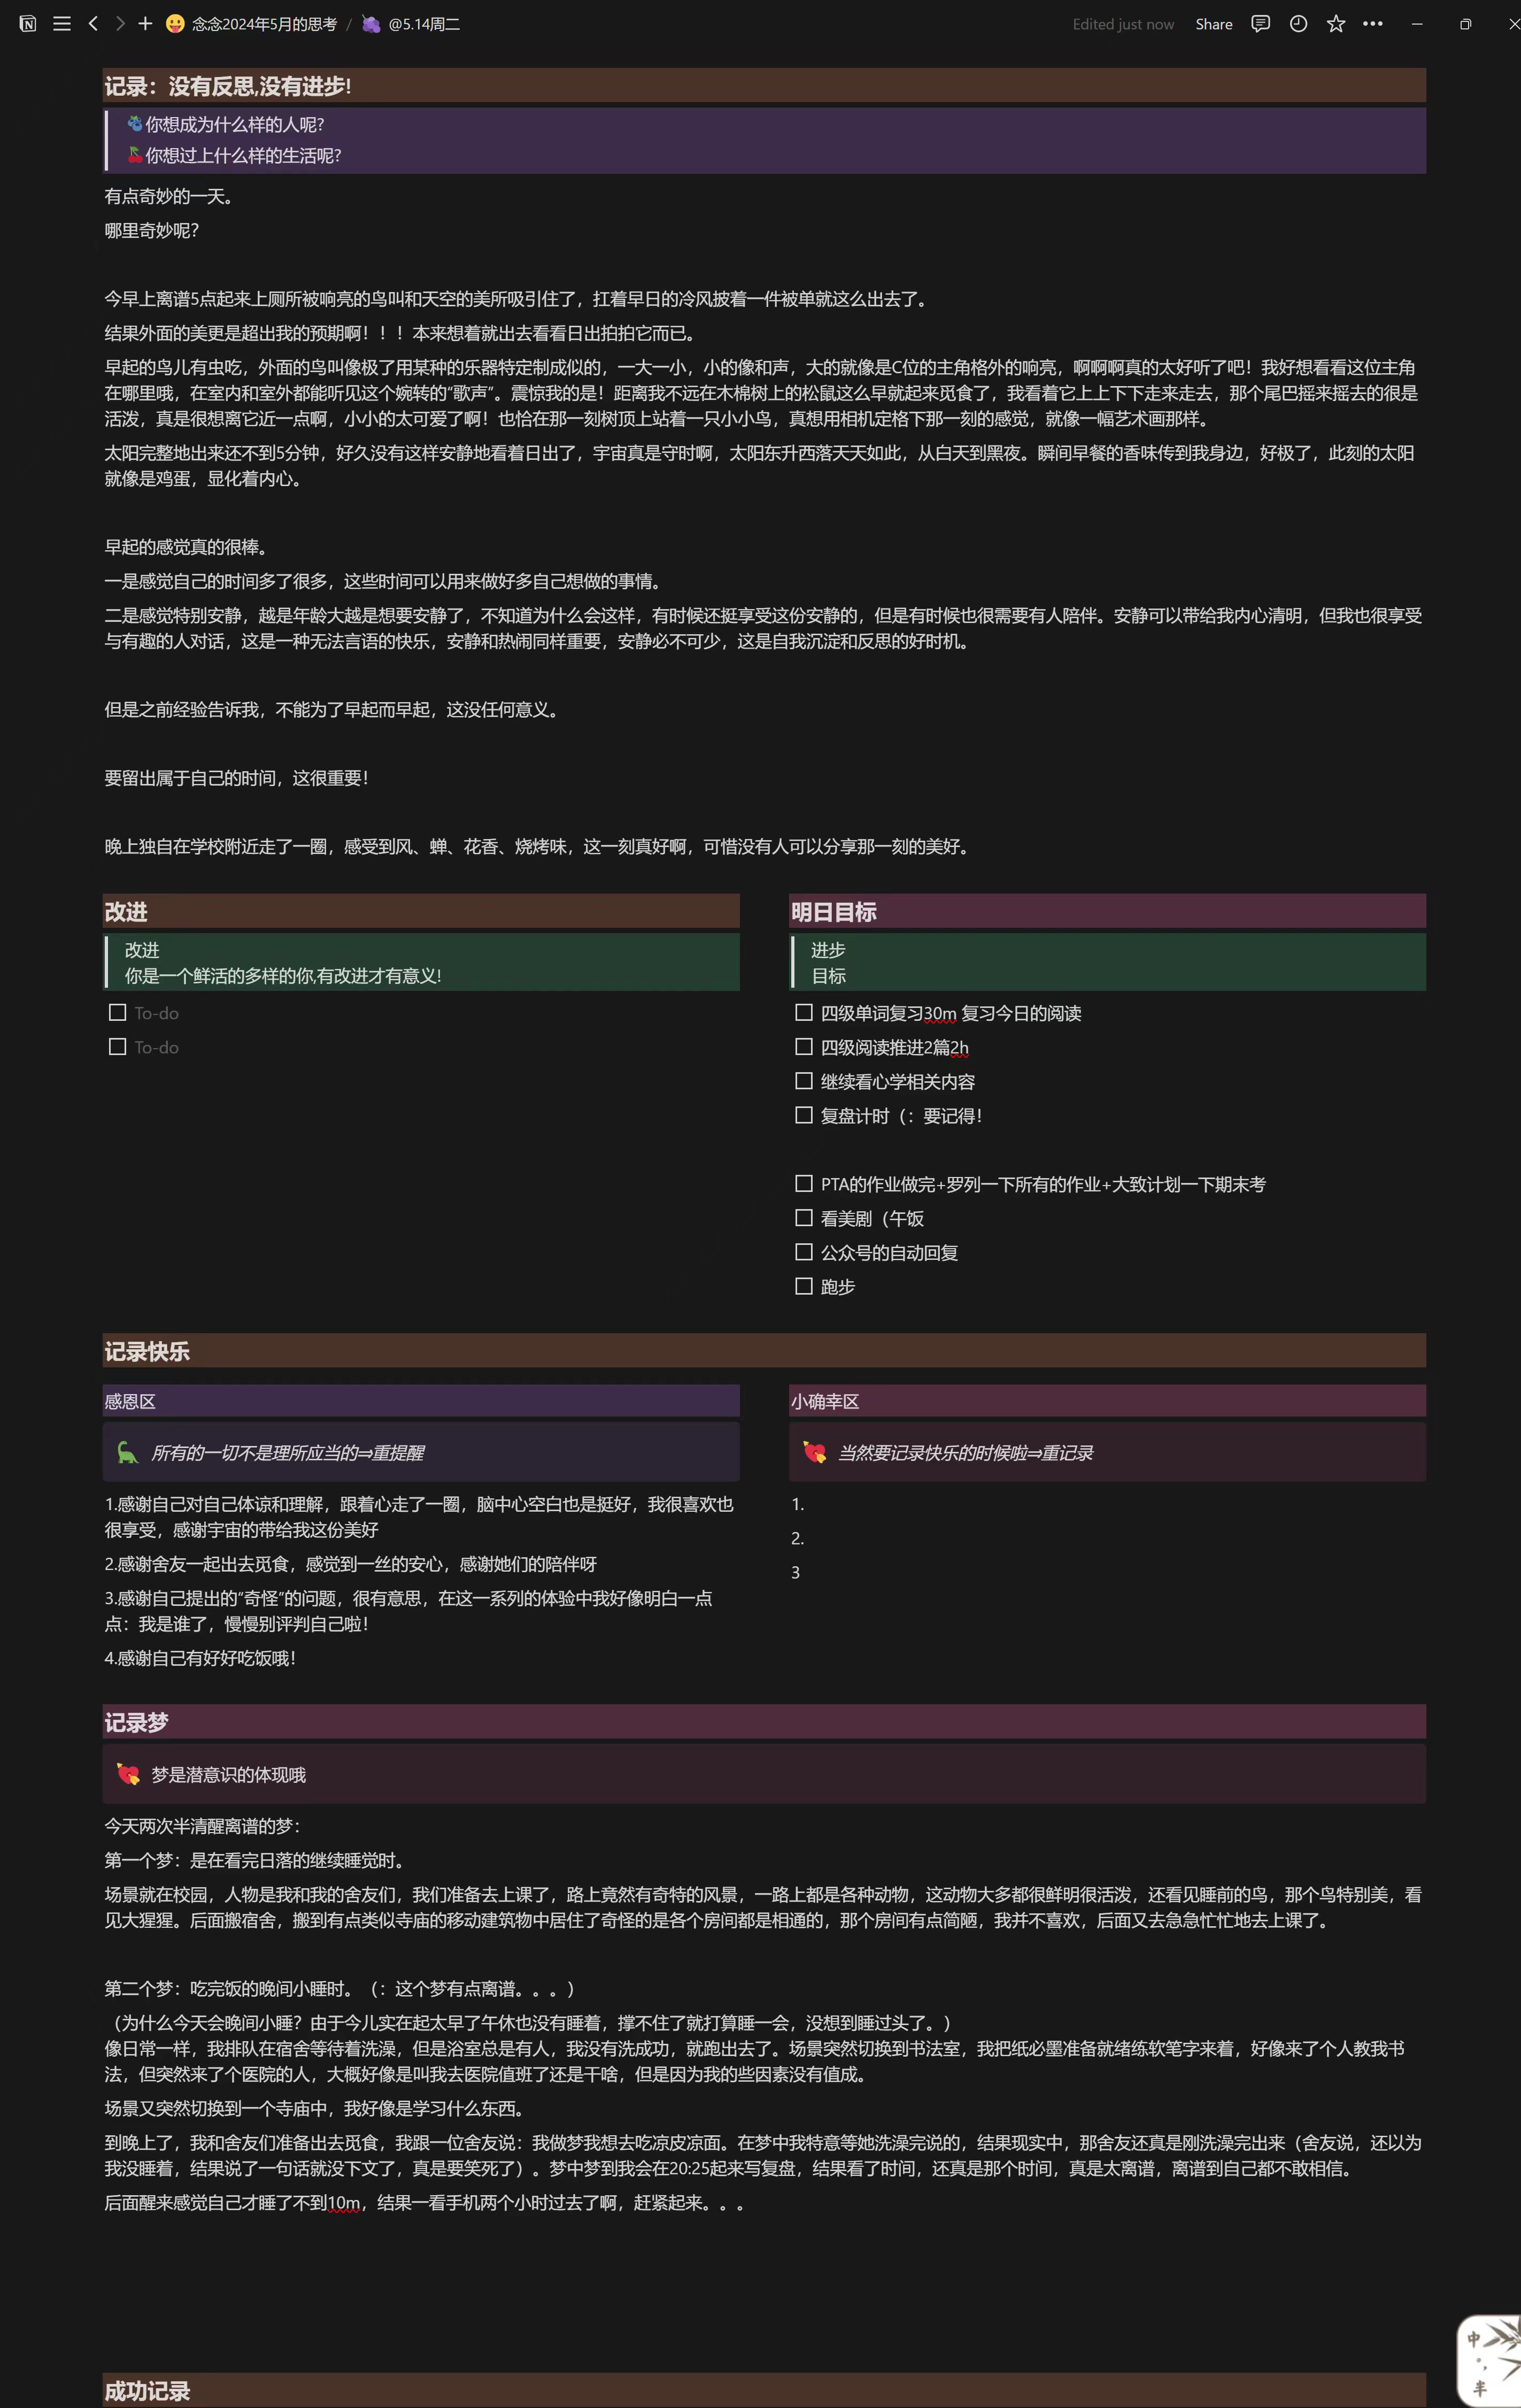 念念2024年5月的思考 / @5.14周二
Edited just now Share
记录：没有反思,没有进步!
你想成为什么样的人呢?
你想过上什么样的生活呢?
有点奇妙的一天。
哪里奇妙呢?
今早上离谱5点起来上厕所被响亮的鸟叫和天空的美所吸引住了，扛着早日的冷风披着一件被单就这么出去了。
结果外面的美更是超出我的预期啊！！！本来想着就出去看看日出拍拍它而已。
早起的鸟儿有虫吃，外面的鸟叫像极了用某种的乐器特定制成似的，一大一小，小的像和声，大的就像是C位的主角格外的响亮，啊啊啊真的太好听了吧！我好想看看这位主角
在哪里哦，在室内和室外都能听见这个婉转的“歌声”。震惊我的是！距离我不远在木棉树上的松鼠这么早就起来觅食了，我看着它上上下下走来走去，那个尾巴摇来摇去的很是
活泼，真是很想离它近一点啊，小小的太可爱了啊！也恰在那一刻树顶上站着一只小小鸟，真想用相机定格下那一刻的感觉，就像一幅艺术画那样。
太阳完整地出来还不到5分钟，好久没有这样安静地看着日出了，宇宙真是守时啊，太阳东升西落天天如此，从白天到黑夜。瞬间早餐的香味传到我身边，好极了，此刻的太阳
就像是鸡蛋，显化着内心。
早起的感觉真的很棒。
一是感觉自己的时间多了很多，这些时间可以用来做好多自己想做的事情。
二是感觉特别安静，越是年龄大越是想要安静了，不知道为什么会这样，有时候还挺享受这份安静的，但是有时候也很需要有人陪伴。安静可以带给我内心清明，但我也很享受
与有趣的人对话，这是一种无法言语的快乐，安静和热闹同样重要，安静必不可少，这是自我沉淀和反思的好时机。
但是之前经验告诉我，不能为了早起而早起，这没任何意义。
要留出属于自己的时间，这很重要！
晚上独自在学校附近走了一圈，感受到风、蝉、花香、烧烤味，这一刻真好啊，可惜没有人可以分享那一刻的美好。
改进
改进
你是一个鲜活的多样的你,有改进才有意义!
To-do
To-do
明日目标
进步
目标
四级单词复习30m 复习今日的阅读
四级阅读推进2篇2h
继续看心学相关内容
复盘计时（：要记得！
PTA的作业做完+罗列一下所有的作业+大致计划一下期末考
看美剧（午饭
公众号的自动回复
跑步
记录快乐
感恩区
所有的一切不是理所应当的⇒重提醒
1.感谢自己对自己体谅和理解，跟着心走了一圈，脑中心空白也是挺好，我很喜欢也
很享受，感谢宇宙的带给我这份美好
2.感谢舍友一起出去觅食，感觉到一丝的安心，感谢她们的陪伴呀
3.感谢自己提出的“奇怪”的问题，很有意思，在这一系列的体验中我好像明白一点
点：我是谁了，慢慢别评判自己啦！
4.感谢自己有好好吃饭哦！
小确幸区
当然要记录快乐的时候啦⇒重记录
1.
2.
3
记录梦
梦是潜意识的体现哦
今天两次半清醒离谱的梦：
第一个梦：是在看完日落的继续睡觉时。
场景就在校园，人物是我和我的舍友们，我们准备去上课了，路上竟然有奇特的风景，一路上都是各种动物，这动物大多都很鲜明很活泼，还看见睡前的鸟，那个鸟特别美，看
见大猩猩。后面搬宿舍，搬到有点类似寺庙的移动建筑物中居住了奇怪的是各个房间都是相通的，那个房间有点简陋，我并不喜欢，后面又去急急忙忙地去上课了。
第二个梦：吃完饭的晚间小睡时。（：这个梦有点离谱。。。）
（为什么今天会晚间小睡？由于今儿实在起太早了午休也没有睡着，撑不住了就打算睡一会，没想到睡过头了。）
像日常一样，我排队在宿舍等待着洗澡，但是浴室总是有人，我没有洗成功，就跑出去了。场景突然切换到书法室，我把纸必墨准备就绪练软笔字来着，好像来了个人教我书
法，但突然来了个医院的人，大概好像是叫我去医院值班了还是干啥，但是因为我的些因素没有值成。
场景又突然切换到一个寺庙中，我好像是学习什么东西。
到晚上了，我和舍友们准备出去觅食，我跟一位舍友说：我做梦我想去吃凉皮凉面。在梦中我特意等她洗澡完说的，结果现实中，那舍友还真是刚洗澡完出来（舍友说，还以为
我没睡着，结果说了一句话就没下文了，真是要笑死了）。梦中梦到我会在20:25起来写复盘，结果看了时间，还真是那个时间，真是太离谱，离谱到自己都不敢相信。
后面醒来感觉自己才睡了不到10m，结果一看手机两个小时过去了啊，赶紧起来。。。
成功记录
中
半